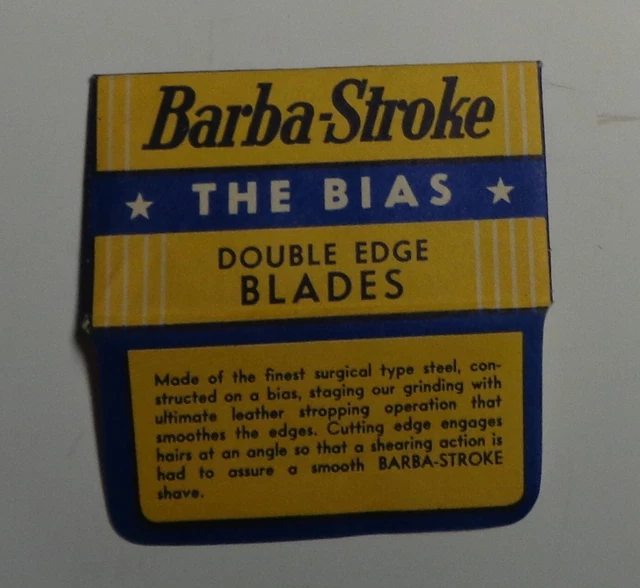 Barba-Stroke
★ THE BIAS ★
DOUBLE EDGE
BLADES
Made of the finest surgical type steel, con-
structed on a bias, staging our grinding with
ultimate leather stropping operation that
smoothes the edges. Cutting edge engages
hairs at an angle so that a shearing action is
had to assure a smooth BARBA-STROKE
shave.